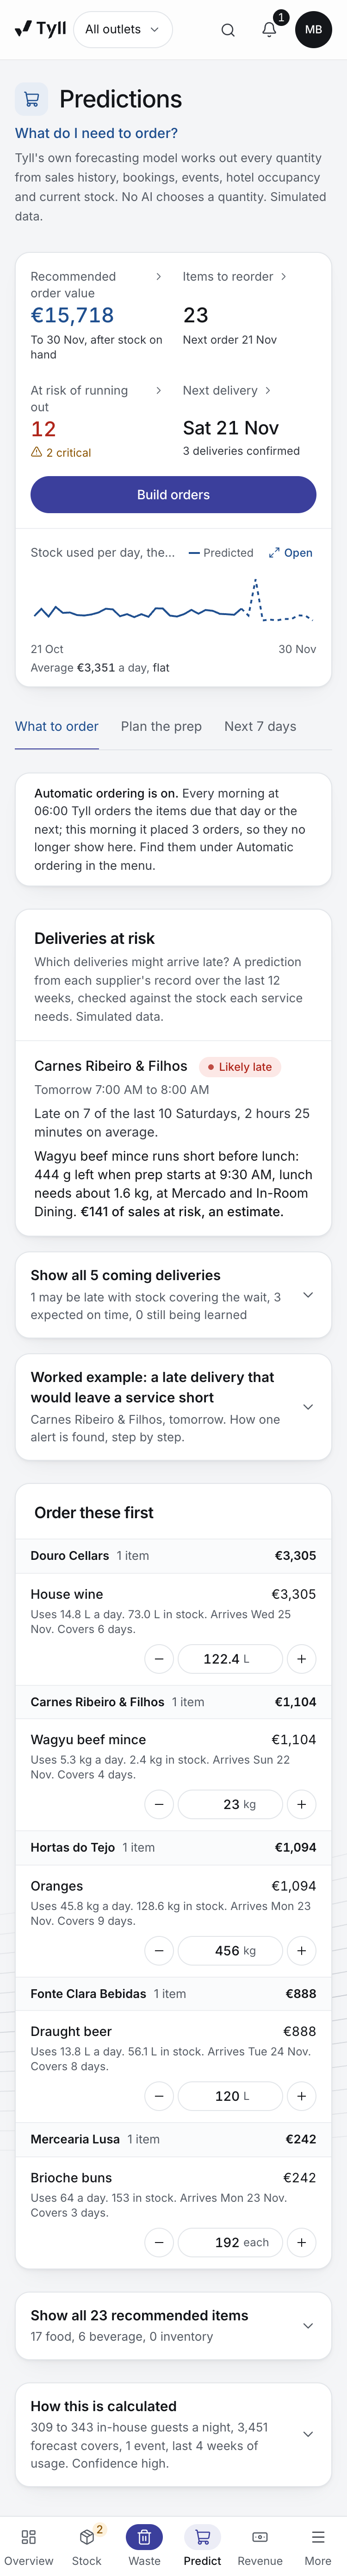 Tyll
All outlets
1
MB
Predictions
What do I need to order?
Tyll's own forecasting model works out every quantity
from sales history, bookings, events, hotel occupancy
and current stock. No AI chooses a quantity. Simulated
data.
Recommended
order value
€15,718
To 30 Nov, after stock on
hand
Items to reorder
23
Next order 21 Nov
At risk of running
out
12
2 critical
Next delivery
Sat 21 Nov
3 deliveries confirmed
Build orders
Stock used per day, the...
Predicted
Open
21 Oct
30 Nov
Average €3,351 a day, flat
What to order
Plan the prep
Next 7 days
Automatic ordering is on. Every morning at
06:00 Tyll orders the items due that day or the
next; this morning it placed 3 orders, so they no
longer show here. Find them under Automatic
ordering in the menu.
Deliveries at risk
Which deliveries might arrive late? A prediction
from each supplier's record over the last 12
weeks, checked against the stock each service
needs. Simulated data.
Carnes Ribeiro & Filhos
Likely late
Tomorrow 7:00 AM to 8:00 AM
Late on 7 of the last 10 Saturdays, 2 hours 25
minutes on average.
Wagyu beef mince runs short before lunch:
444 g left when prep starts at 9:30 AM, lunch
needs about 1.6 kg, at Mercado and In-Room
Dining. €141 of sales at risk, an estimate.
Show all 5 coming deliveries
1 may be late with stock covering the wait, 3
expected on time, 0 still being learned
Worked example: a late delivery that
would leave a service short
Carnes Ribeiro & Filhos, tomorrow. How one
alert is found, step by step.
Order these first
Douro Cellars 1 item €3,305
House wine €3,305
Uses 14.8 L a day. 73.0 L in stock. Arrives Wed 25
Nov. Covers 6 days.
122.4 L
Carnes Ribeiro & Filhos 1 item €1,104
Wagyu beef mince €1,104
Uses 5.3 kg a day. 2.4 kg in stock. Arrives Sun 22
Nov. Covers 4 days.
23 kg
Hortas do Tejo 1 item €1,094
Oranges €1,094
Uses 45.8 kg a day. 128.6 kg in stock. Arrives Mon 23
Nov. Covers 9 days.
456 kg
Fonte Clara Bebidas 1 item €888
Draught beer €888
Uses 13.8 L a day. 56.1 L in stock. Arrives Tue 24 Nov.
Covers 8 days.
120 L
Mercearia Lusa 1 item €242
Brioche buns €242
Uses 64 a day. 153 in stock. Arrives Mon 23 Nov.
Covers 3 days.
192 each
Show all 23 recommended items
17 food, 6 beverage, 0 inventory
How this is calculated
309 to 343 in-house guests a night, 3,451
forecast covers, 1 event, last 4 weeks of
usage. Confidence high.
2
Overview
Stock
Waste
Predict
Revenue
More